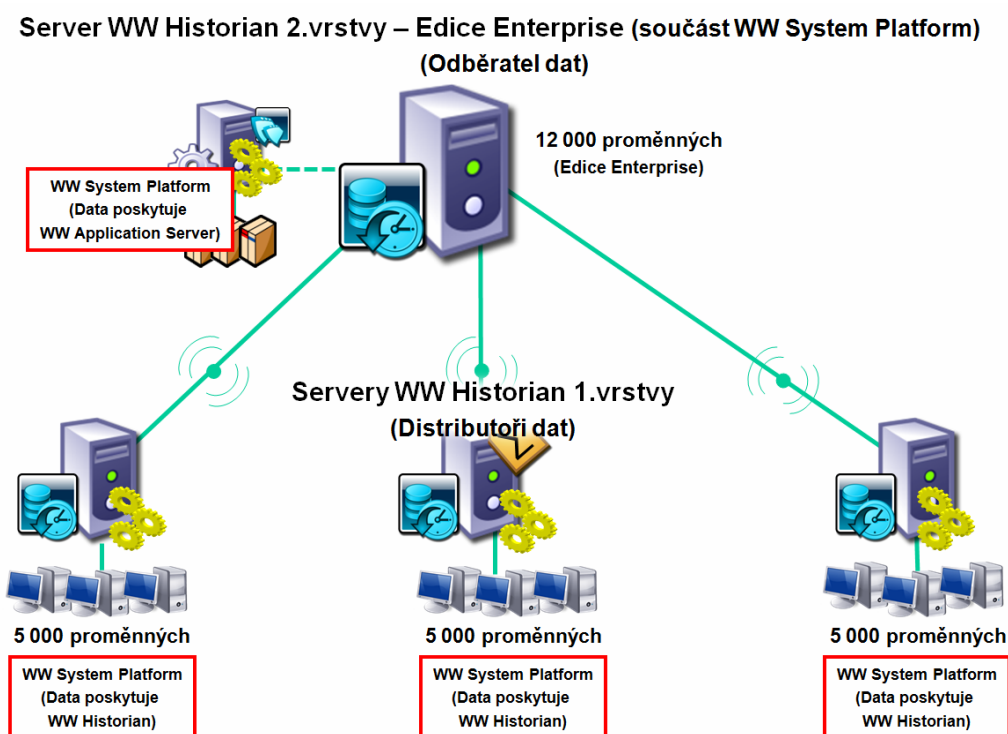 Server WW Historian 2.vrstvy – Edice Enterprise (součást WW System Platform)
(Odběratel dat)
12 000 proměnných
(Edice Enterprise)
WW System Platform
(Data poskytuje
WW Application Server)
Servery WW Historian 1.vrstvy
(Distributoři dat)
5 000 proměnných
5 000 proměnných
5 000 proměnných
WW System Platform
(Data poskytuje
WW Historian)
WW System Platform
(Data poskytuje
WW Historian)
WW System Platform
(Data poskytuje
WW Historian)